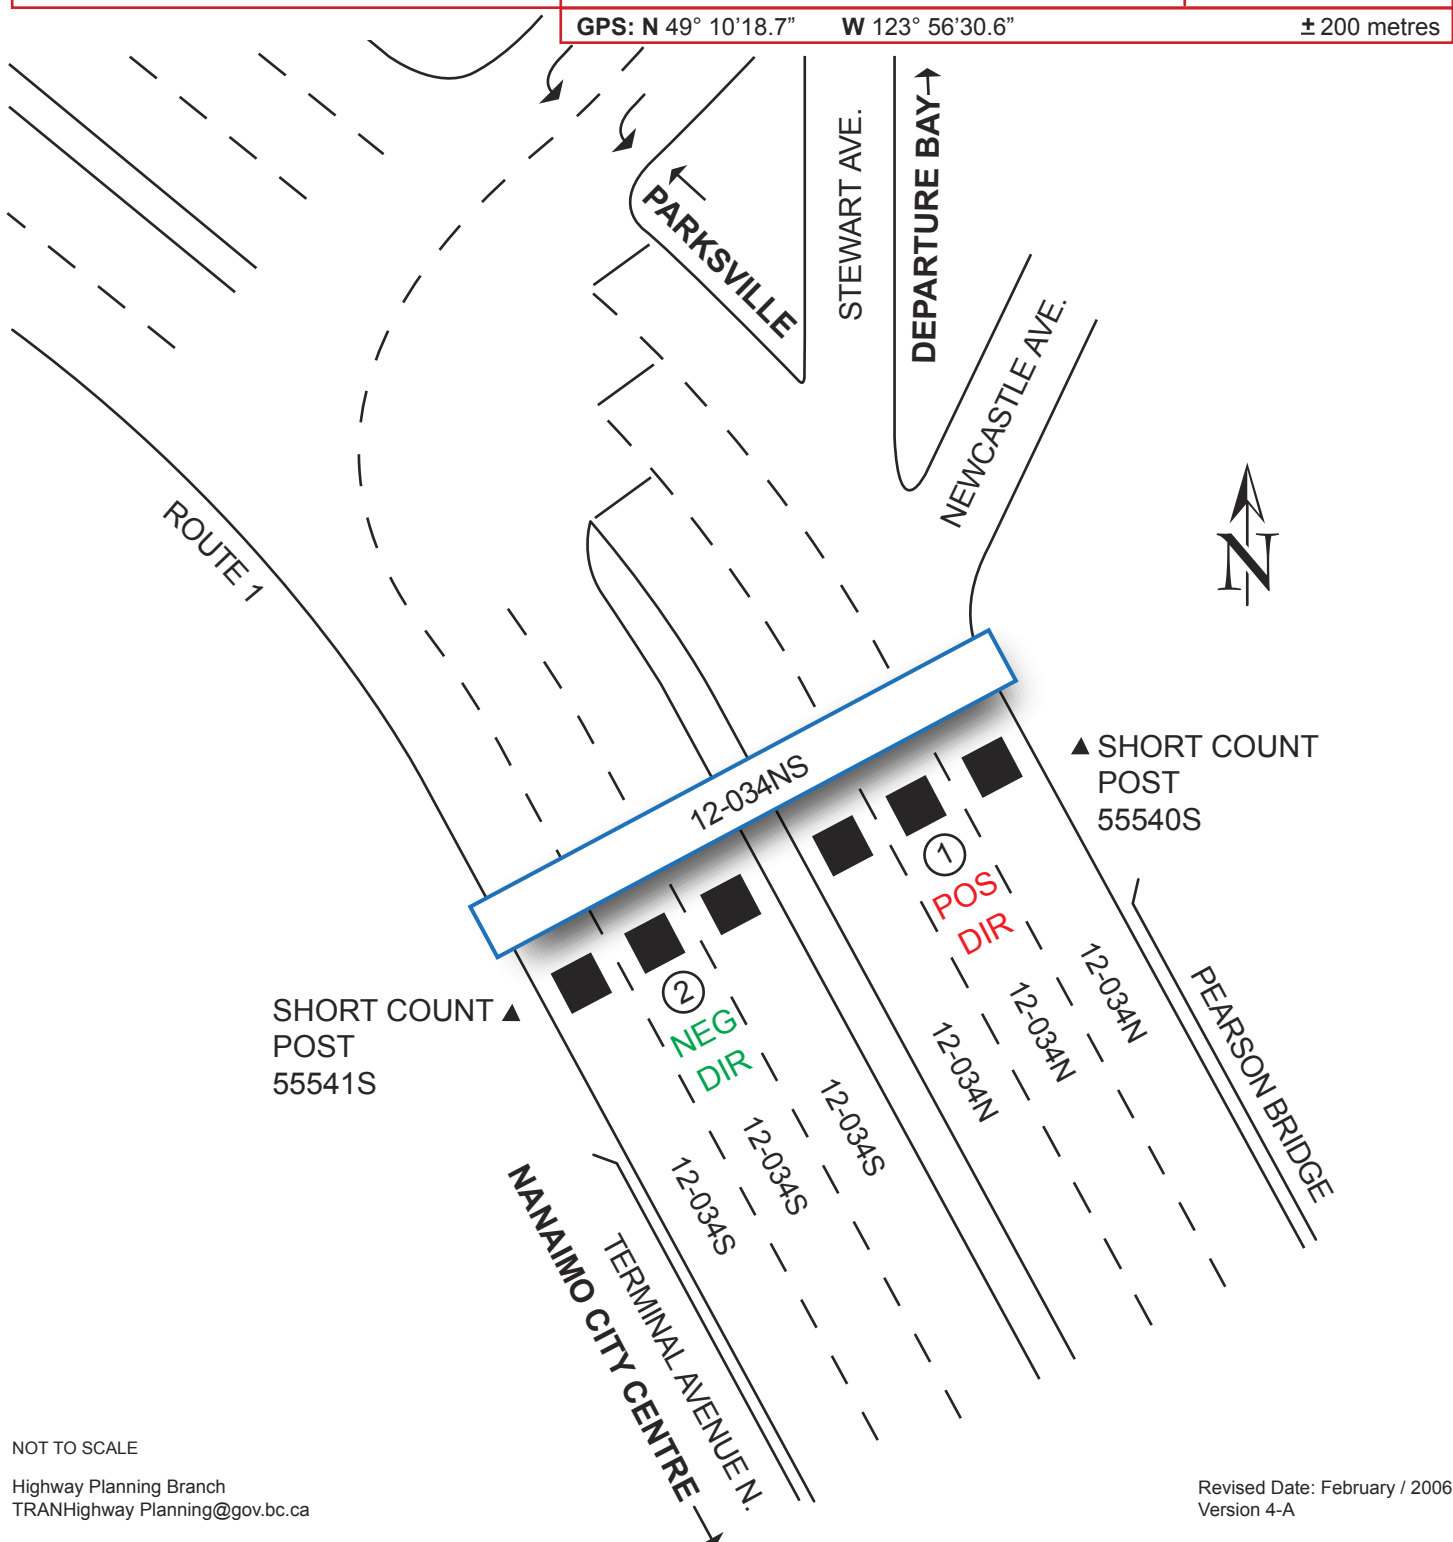 GPS: N 49° 10'18.7” W 123° 56'30.6” ± 200 metres
STEWART AVE.
DEPARTURE BAY
PARKSVILLE
NEWCASTLE AVE.
ROUTE 1
N
12-034NS
SHORT COUNT
POST
55540S
1
POS
DIR
SHORT COUNT
POST
55541S
2
NEG
DIR
12-034N
12-034N
12-034N
PEARSON BRIDGE
12-034S
12-034S
12-034S
NANAIMO CITY CENTRE
TERMINAL AVENUE N.
NOT TO SCALE
Highway Planning Branch
TRANHighway Planning@gov.bc.ca
Revised Date: February / 2006
Version 4-A